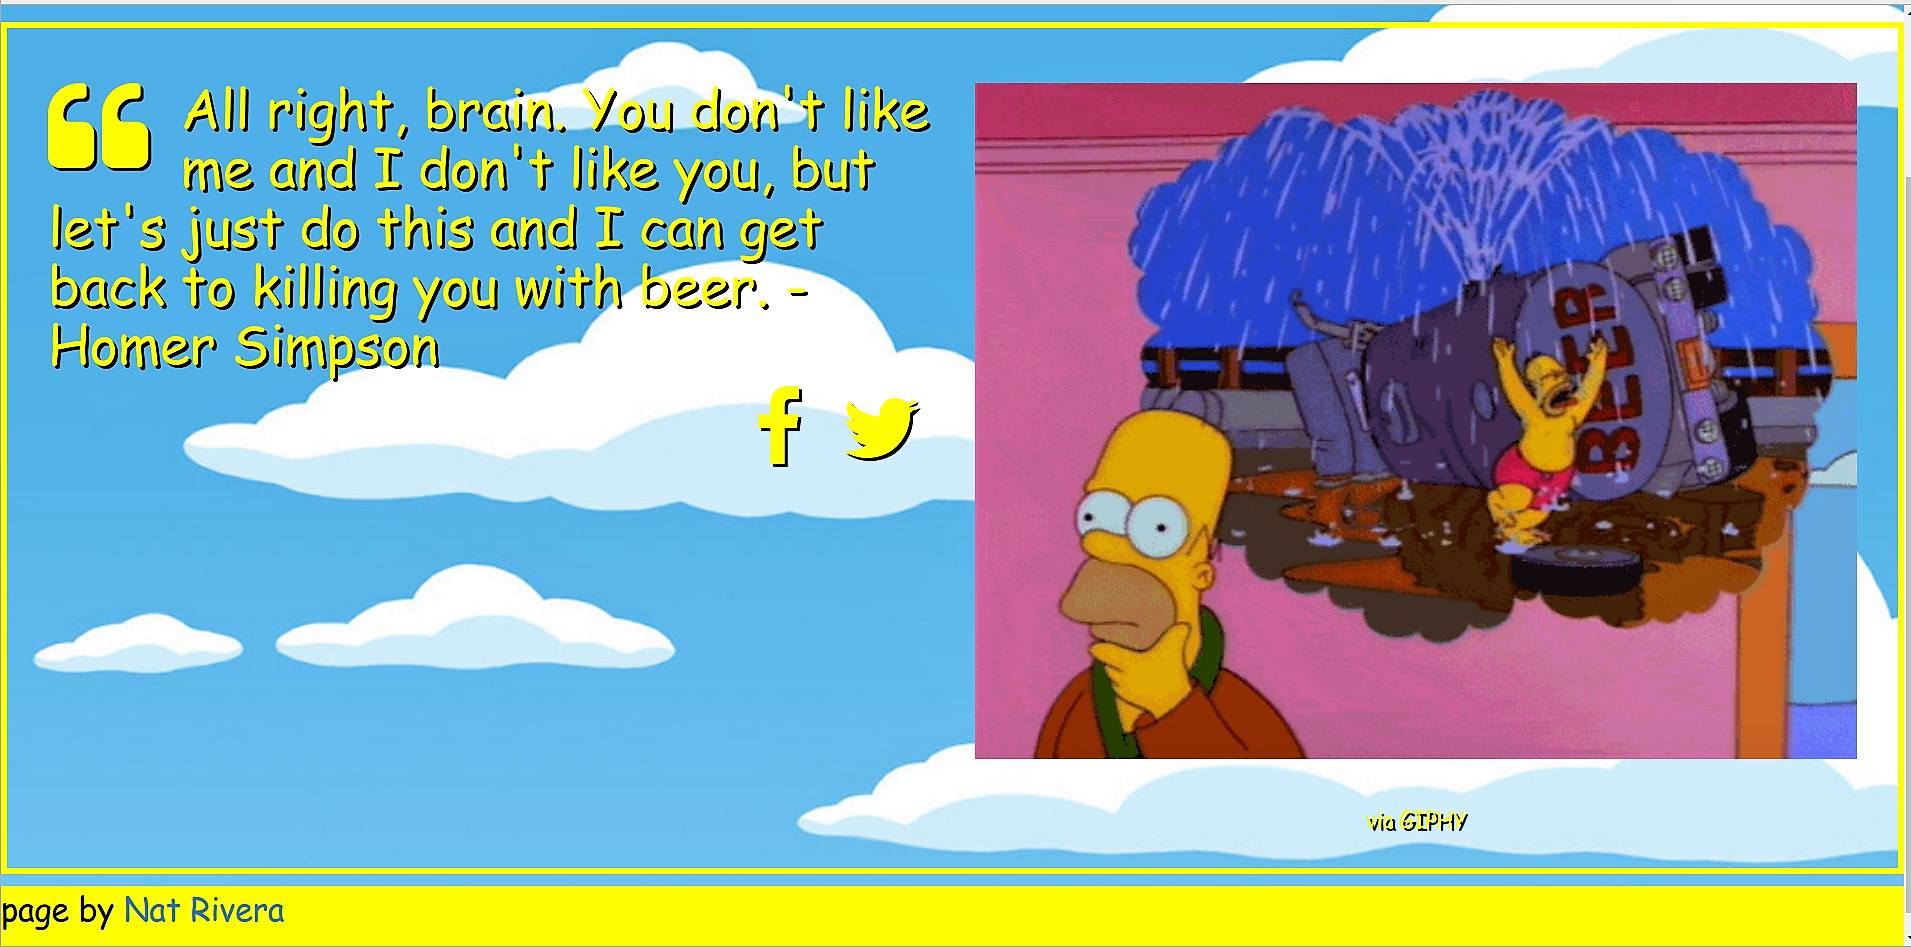 All right, brain. You don't like
me and I don't like you, but
let's just do this and I can get
back to killing you with beer. -
Homer Simpson
BEER
via GIPHY
page by Nat Rivera